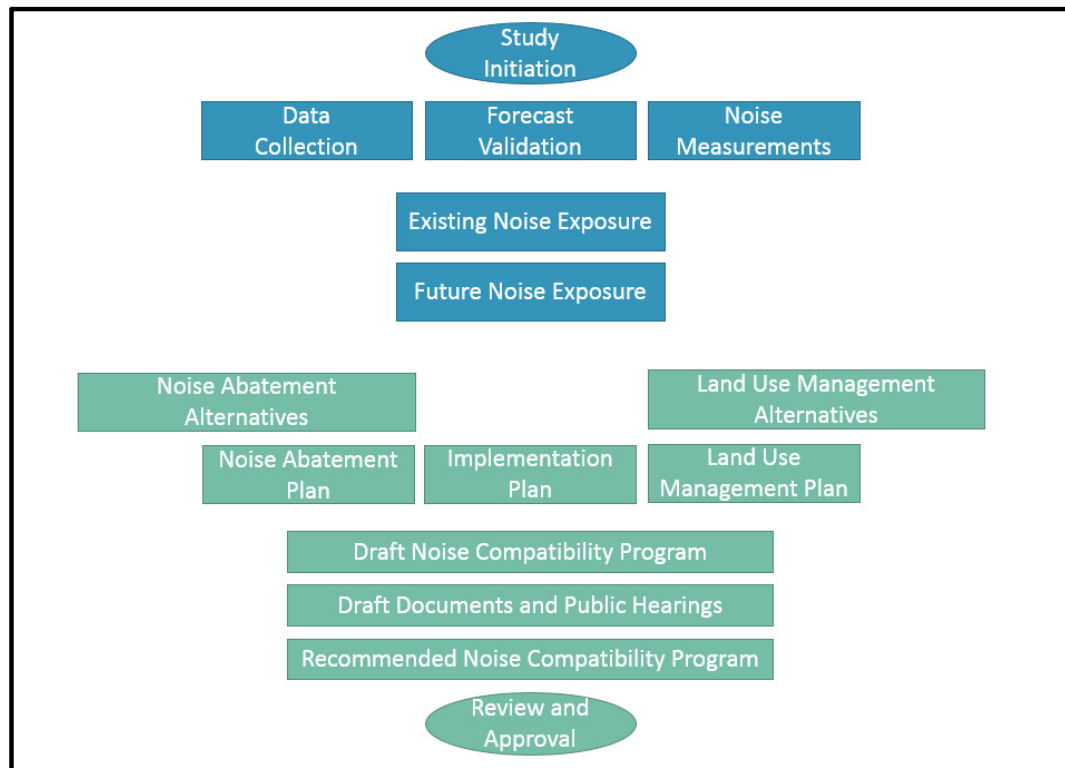 Study
Initiation
Data
Collection
Forecast
Validation
Noise
Measurements
Existing Noise Exposure
Future Noise Exposure
Noise Abatement
Alternatives
Land Use Management
Alternatives
Noise Abatement
Plan
Implementation
Plan
Land Use
Management Plan
Draft Noise Compatibility Program
Draft Documents and Public Hearings
Recommended Noise Compatibility Program
Review and
Approval